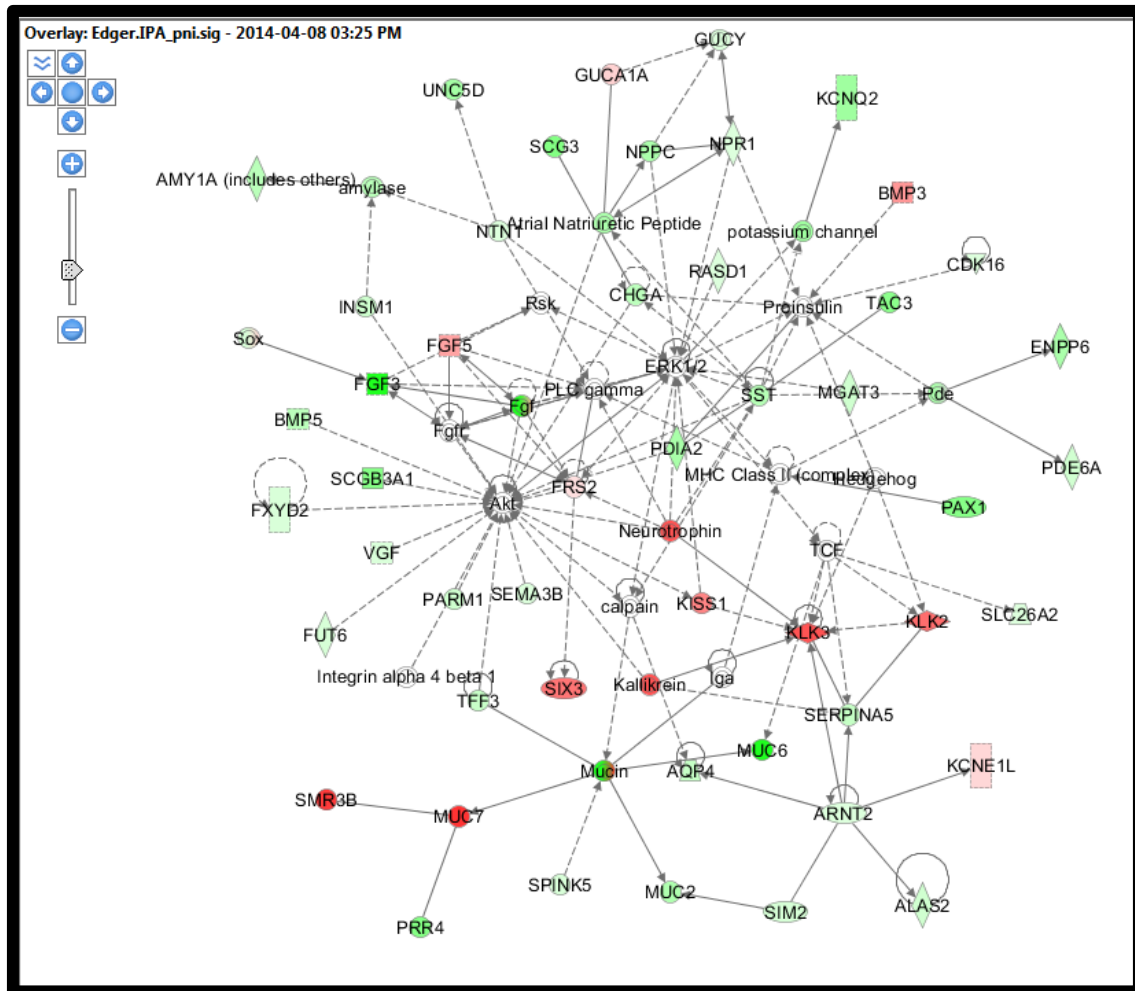 Overlay: Edger.IPA_pni.sig - 2014-04-08 03:25 PM
GUCY
GUCA1A
UNC5D
KCNQ2
SCG3
NPPC
NPR1
AMY1A (includes others)
amylase
BMP3
Atrial Natriuretic Peptide
NTN1
potassium channel
RASD1
CDK16
CHGA
INSM1
Rsk
Proinsulin
TAC3
Sox
FGF5
ENPP6
ERK1/2
FGF3
PLC gamma
SST
MGAT3
Pde
Fgf
BMP5
Fgfr
PDIA2
MHC Class II (complex)
PDE6A
SCGB3A1
FRS2
Hedgehog
FXYD2
Akt
PAX1
Neurotrophin
VGF
TCF
PARM1
SEMA3B
calpain
KISS1
SLC26A2
FUT6
KLK3
KLK2
Integrin alpha 4 beta 1
TFF3
SIX3
Kallikrein
Iga
SERPINA5
MUC6
Mucin
AQP4
KCNE1L
SMR3B
MUC7
ARNT2
SPINK5
MUC2
SIM2
ALAS2
PRR4